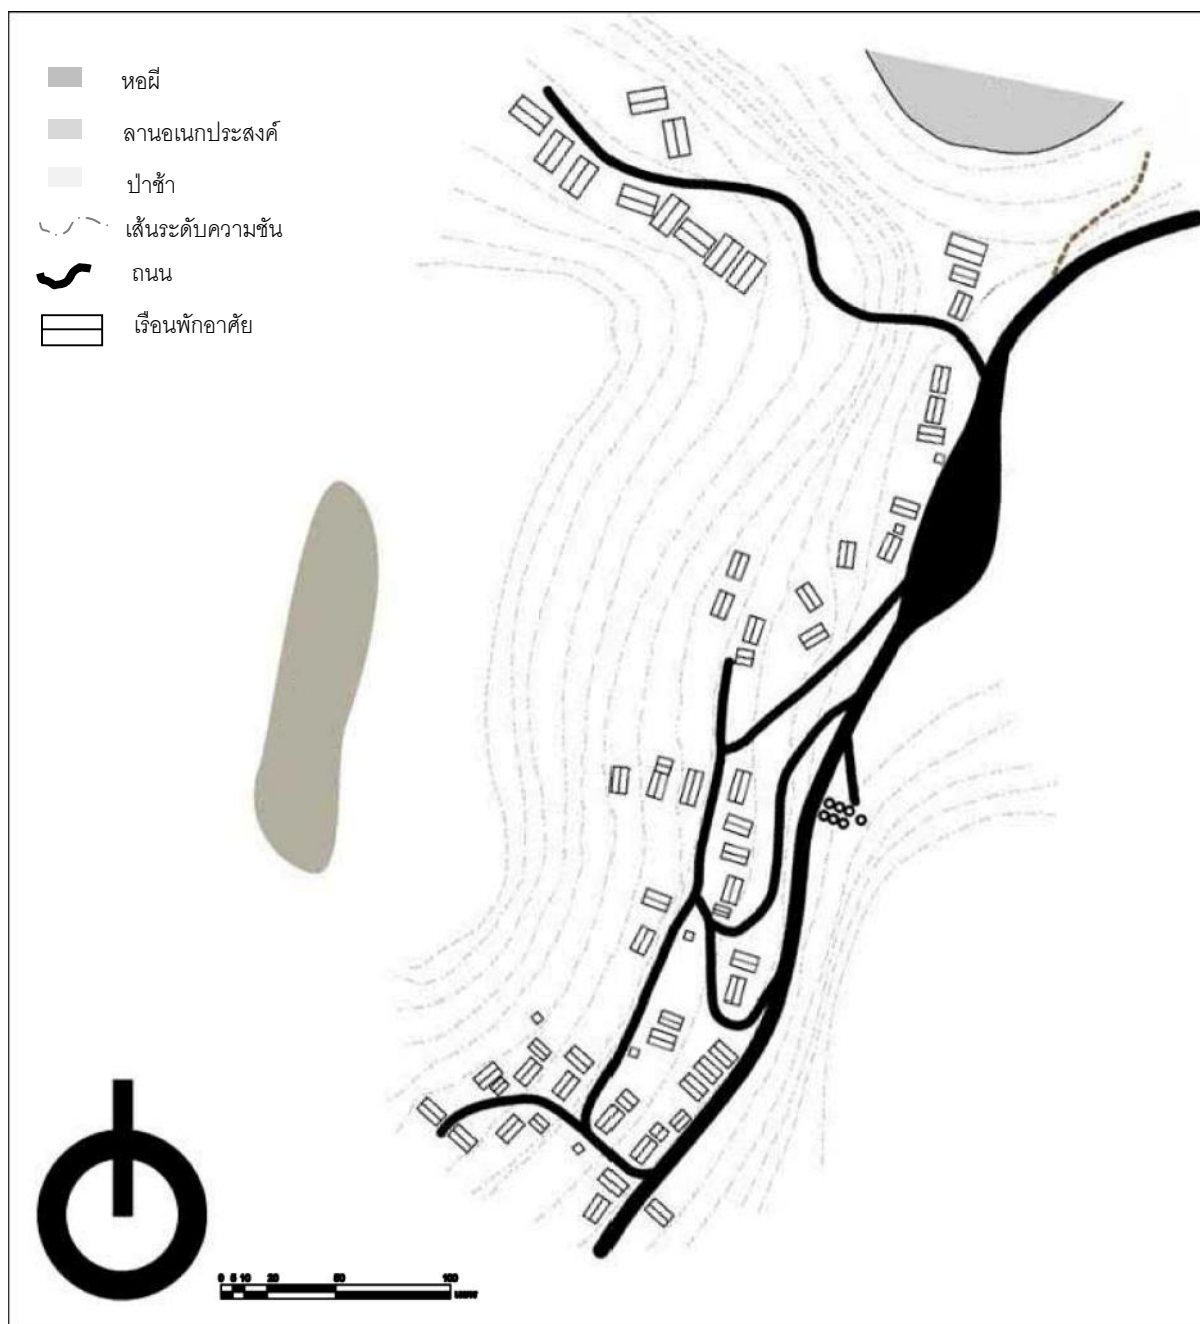 หอผี
ลานอเนกประสงค์
ป่าช้า
เส้นระดับความชัน
ถนน
เรือนพักอาศัย
0 5 10 20 50 100